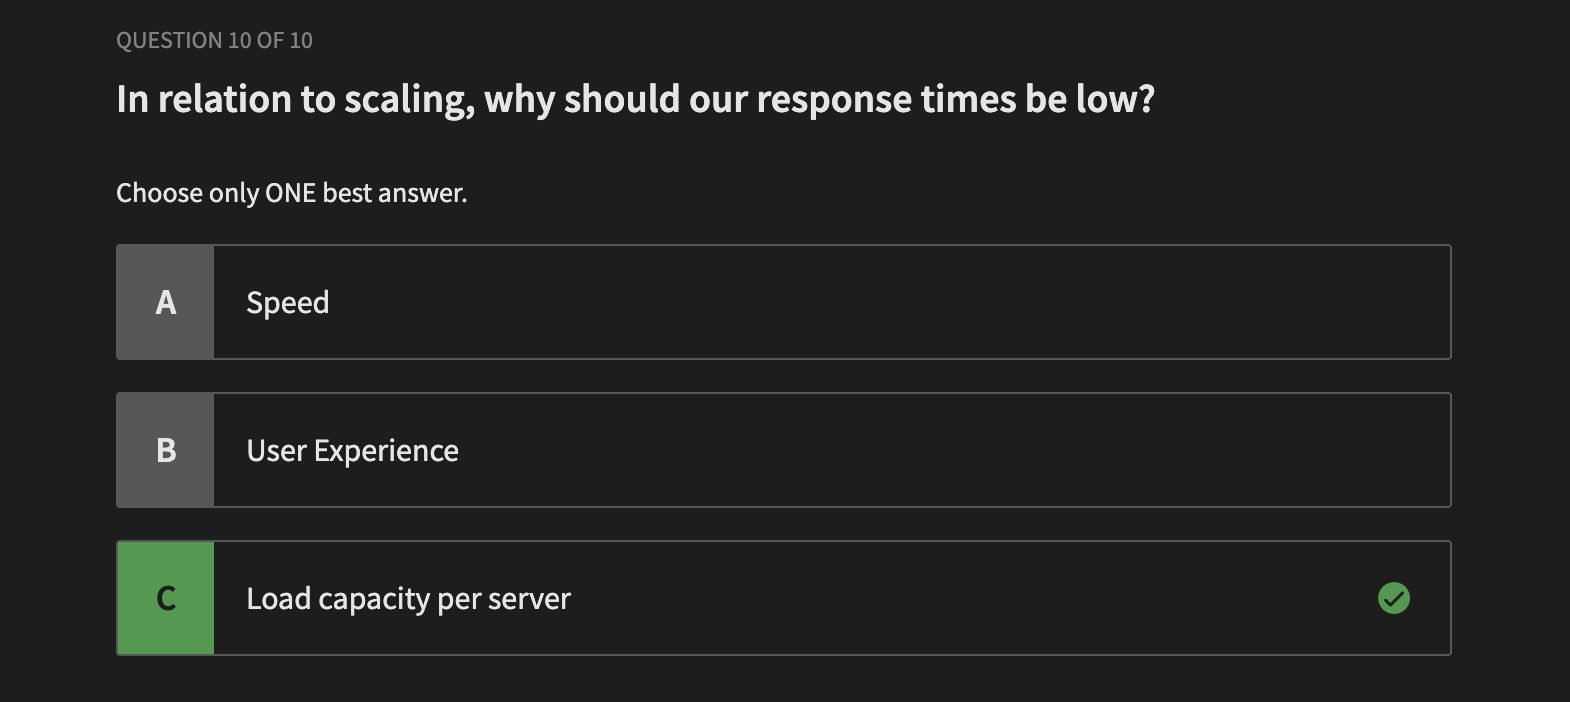 QUESTION 10 OF 10
In relation to scaling, why should our response times be low?
Choose only ONE best answer.
A
Speed
B
User Experience
C
Load capacity per server